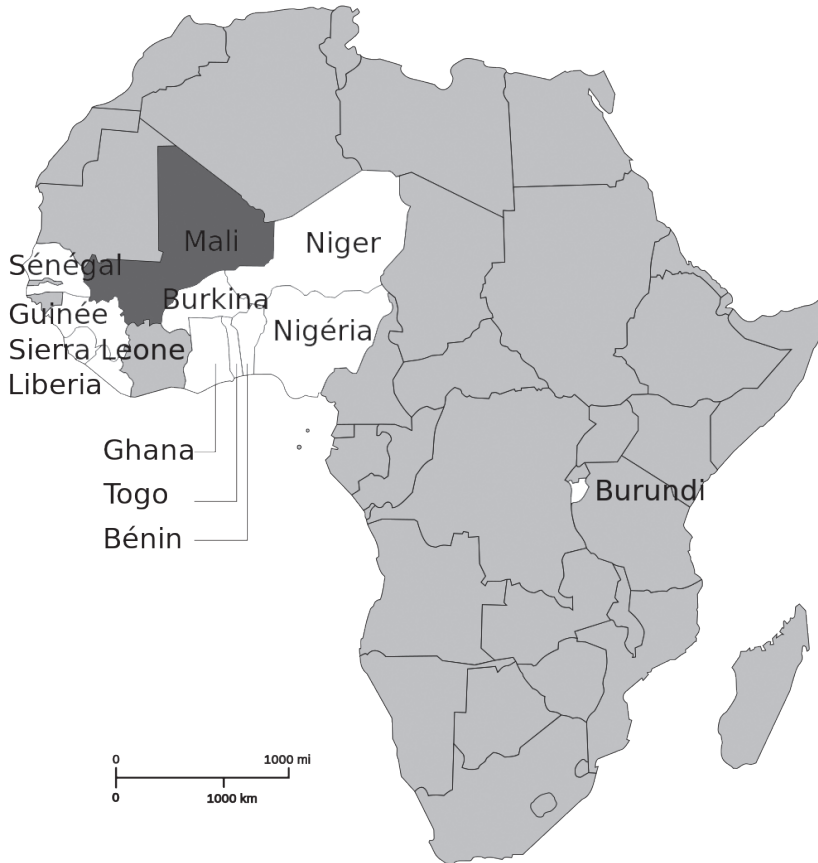 Mali
Niger
Sénégal
Burkina
Guinée
Nigéria
Sierra Leone
Liberia
Ghana
Togo
Burundi
Bénin
0
1000 mi
0
1000 km